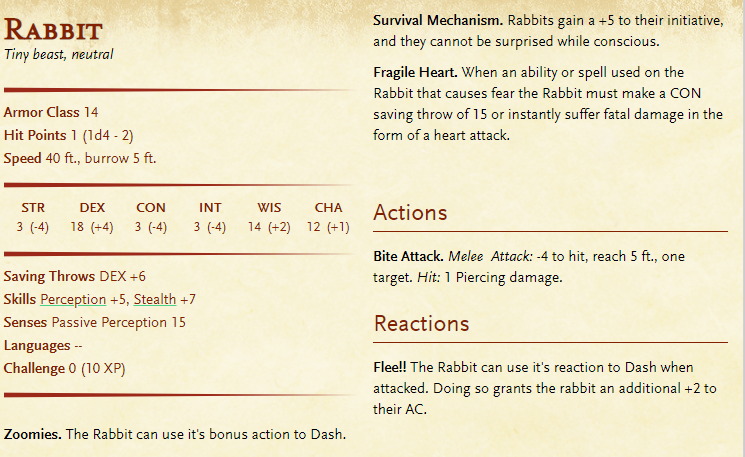 RABBIT
Tiny beast, neutral
Armor Class 14
Hit Points 1 (1d4 - 2)
Speed 40 ft., burrow 5 ft.
STR DEX CON INT WIS CHA
3 (-4) 18 (+4) 3 (-4) 3 (-4) 14 (+2) 12 (+1)
Saving Throws DEX +6
Skills Perception +5, Stealth +7
Senses Passive Perception 15
Languages --
Challenge 0 (10 XP)
Zoomies. The Rabbit can use it's bonus action to Dash.
Survival Mechanism. Rabbits gain a +5 to their initiative,
and they cannot be surprised while conscious.
Fragile Heart. When an ability or spell used on the
Rabbit that causes fear the Rabbit must make a CON
saving throw of 15 or instantly suffer fatal damage in the
form of a heart attack.
Actions
Bite Attack. Melee Attack: -4 to hit, reach 5 ft., one
target. Hit: 1 Piercing damage.
Reactions
Flee!! The Rabbit can use it's reaction to Dash when
attacked. Doing so grants the rabbit an additional +2 to
their AC.